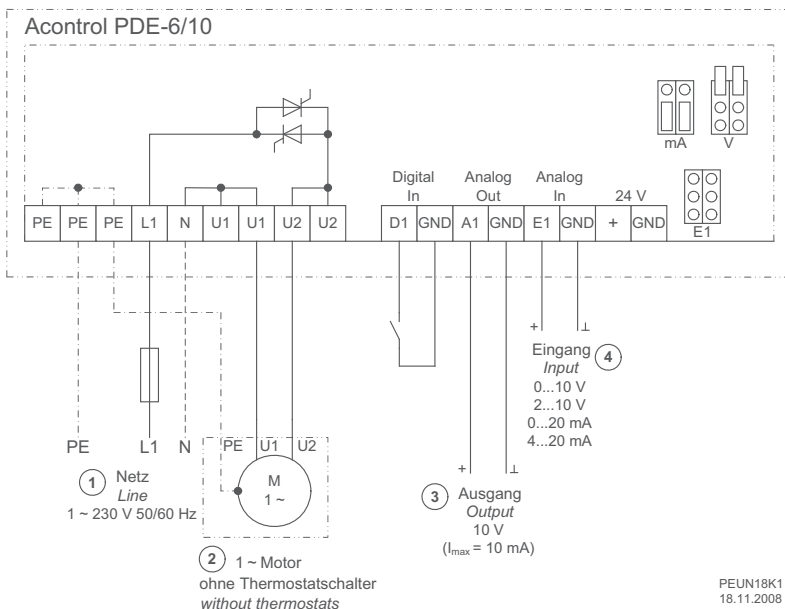 Acontrol PDE-6/10
mA
V
Digital
In
Analog
Out
Analog
In
24 V
PE PE PE L1 N U1 U1 U2 U2
D1 GND A1 GND E1 GND + GND
E1
+ ⊥
Eingang
Input
0...10 V
2...10 V
0...20 mA
4...20 mA
4
PE L1 N
PE U1 U2
M
1 ~
1 Netz
Line
1 ~ 230 V 50/60 Hz
+ ⊥
3 Ausgang
Output
10 V
(Imax = 10 mA)
2 1 ~ Motor
ohne Thermostatschalter
without thermostats
PEUN18K1
18.11.2008